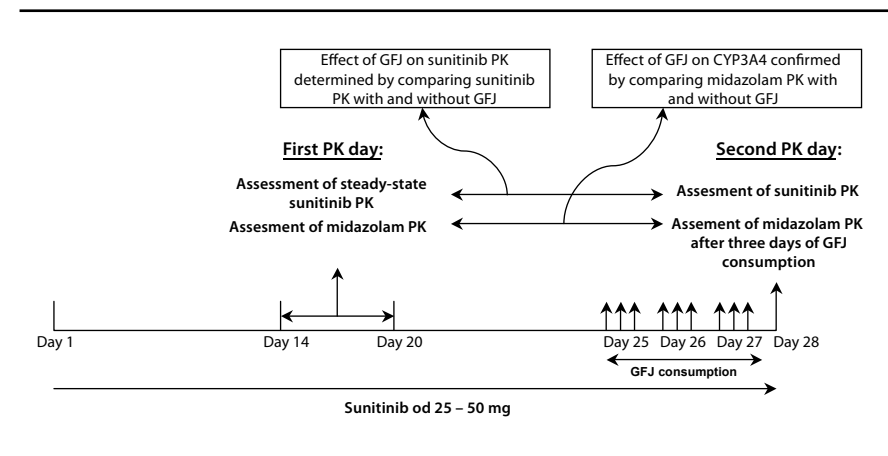 Effect of GFJ on sunitinib PK
determined by comparing sunitinib
PK with and without GFJ
Effect of GFJ on CYP3A4 confirmed
by comparing midazolam PK with
and without GFJ
First PK day:
Second PK day:
Assessment of steady-state
sunitinib PK
Assesment of midazolam PK
Assesment of sunitinib PK
Assement of midazolam PK
after three days of GFJ
consumption
Day 1
Day 14
Day 20
Day 25
Day 26
Day 27
Day 28
GFJ consumption
Sunitinib od 25 – 50 mg